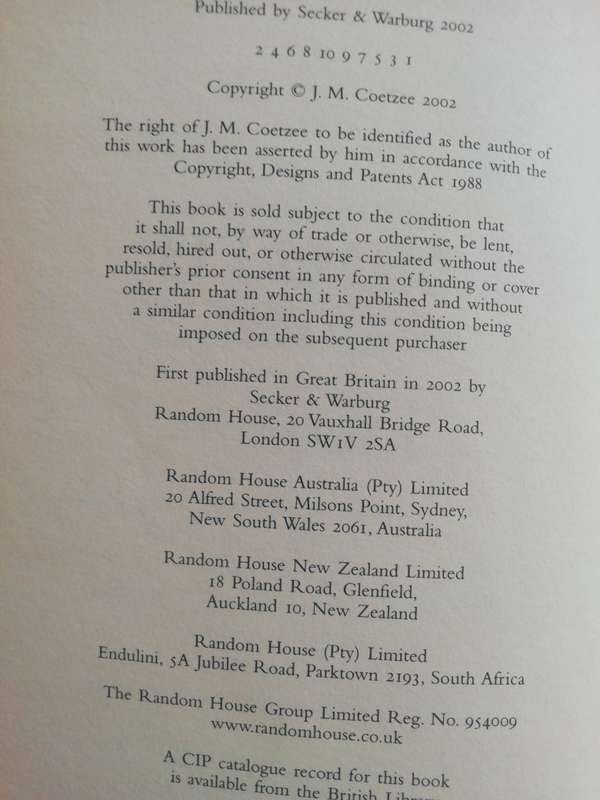 Published by Secker & Warburg 2002
2 4 6 8 10 9 7 5 3 1
Copyright © J. M. Coetzee 2002
The right of J. M. Coetzee to be identified as the author of
this work has been asserted by him in accordance with the
Copyright, Designs and Patents Act 1988
This book is sold subject to the condition that
it shall not, by way of trade or otherwise, be lent,
resold, hired out, or otherwise circulated without the
publisher's prior consent in any form of binding or cover
other than that in which it is published and without
a similar condition including this condition being
imposed on the subsequent purchaser
First published in Great Britain in 2002 by
Secker & Warburg
Random House, 20 Vauxhall Bridge Road,
London SW1V 2SA
Random House Australia (Pty) Limited
20 Alfred Street, Milsons Point, Sydney,
New South Wales 2061, Australia
Random House New Zealand Limited
18 Poland Road, Glenfield,
Auckland 10, New Zealand
Random House (Pty) Limited
Endulini, 5A Jubilee Road, Parktown 2193, South Africa
The Random House Group Limited Reg. No. 954009
www.randomhouse.co.uk
A CIP catalogue record for this book
is available from the British